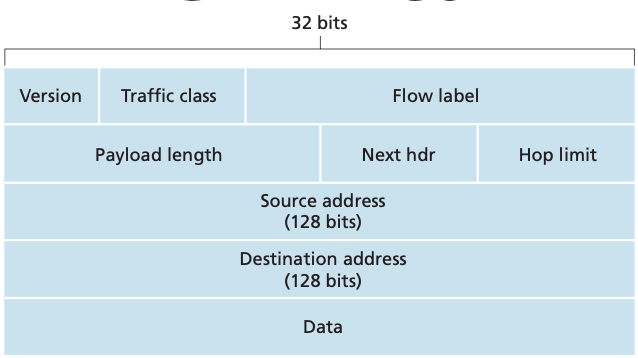 32 bits
Version Traffic class Flow label
Payload length Next hdr Hop limit
Source address
(128 bits)
Destination address
(128 bits)
Data